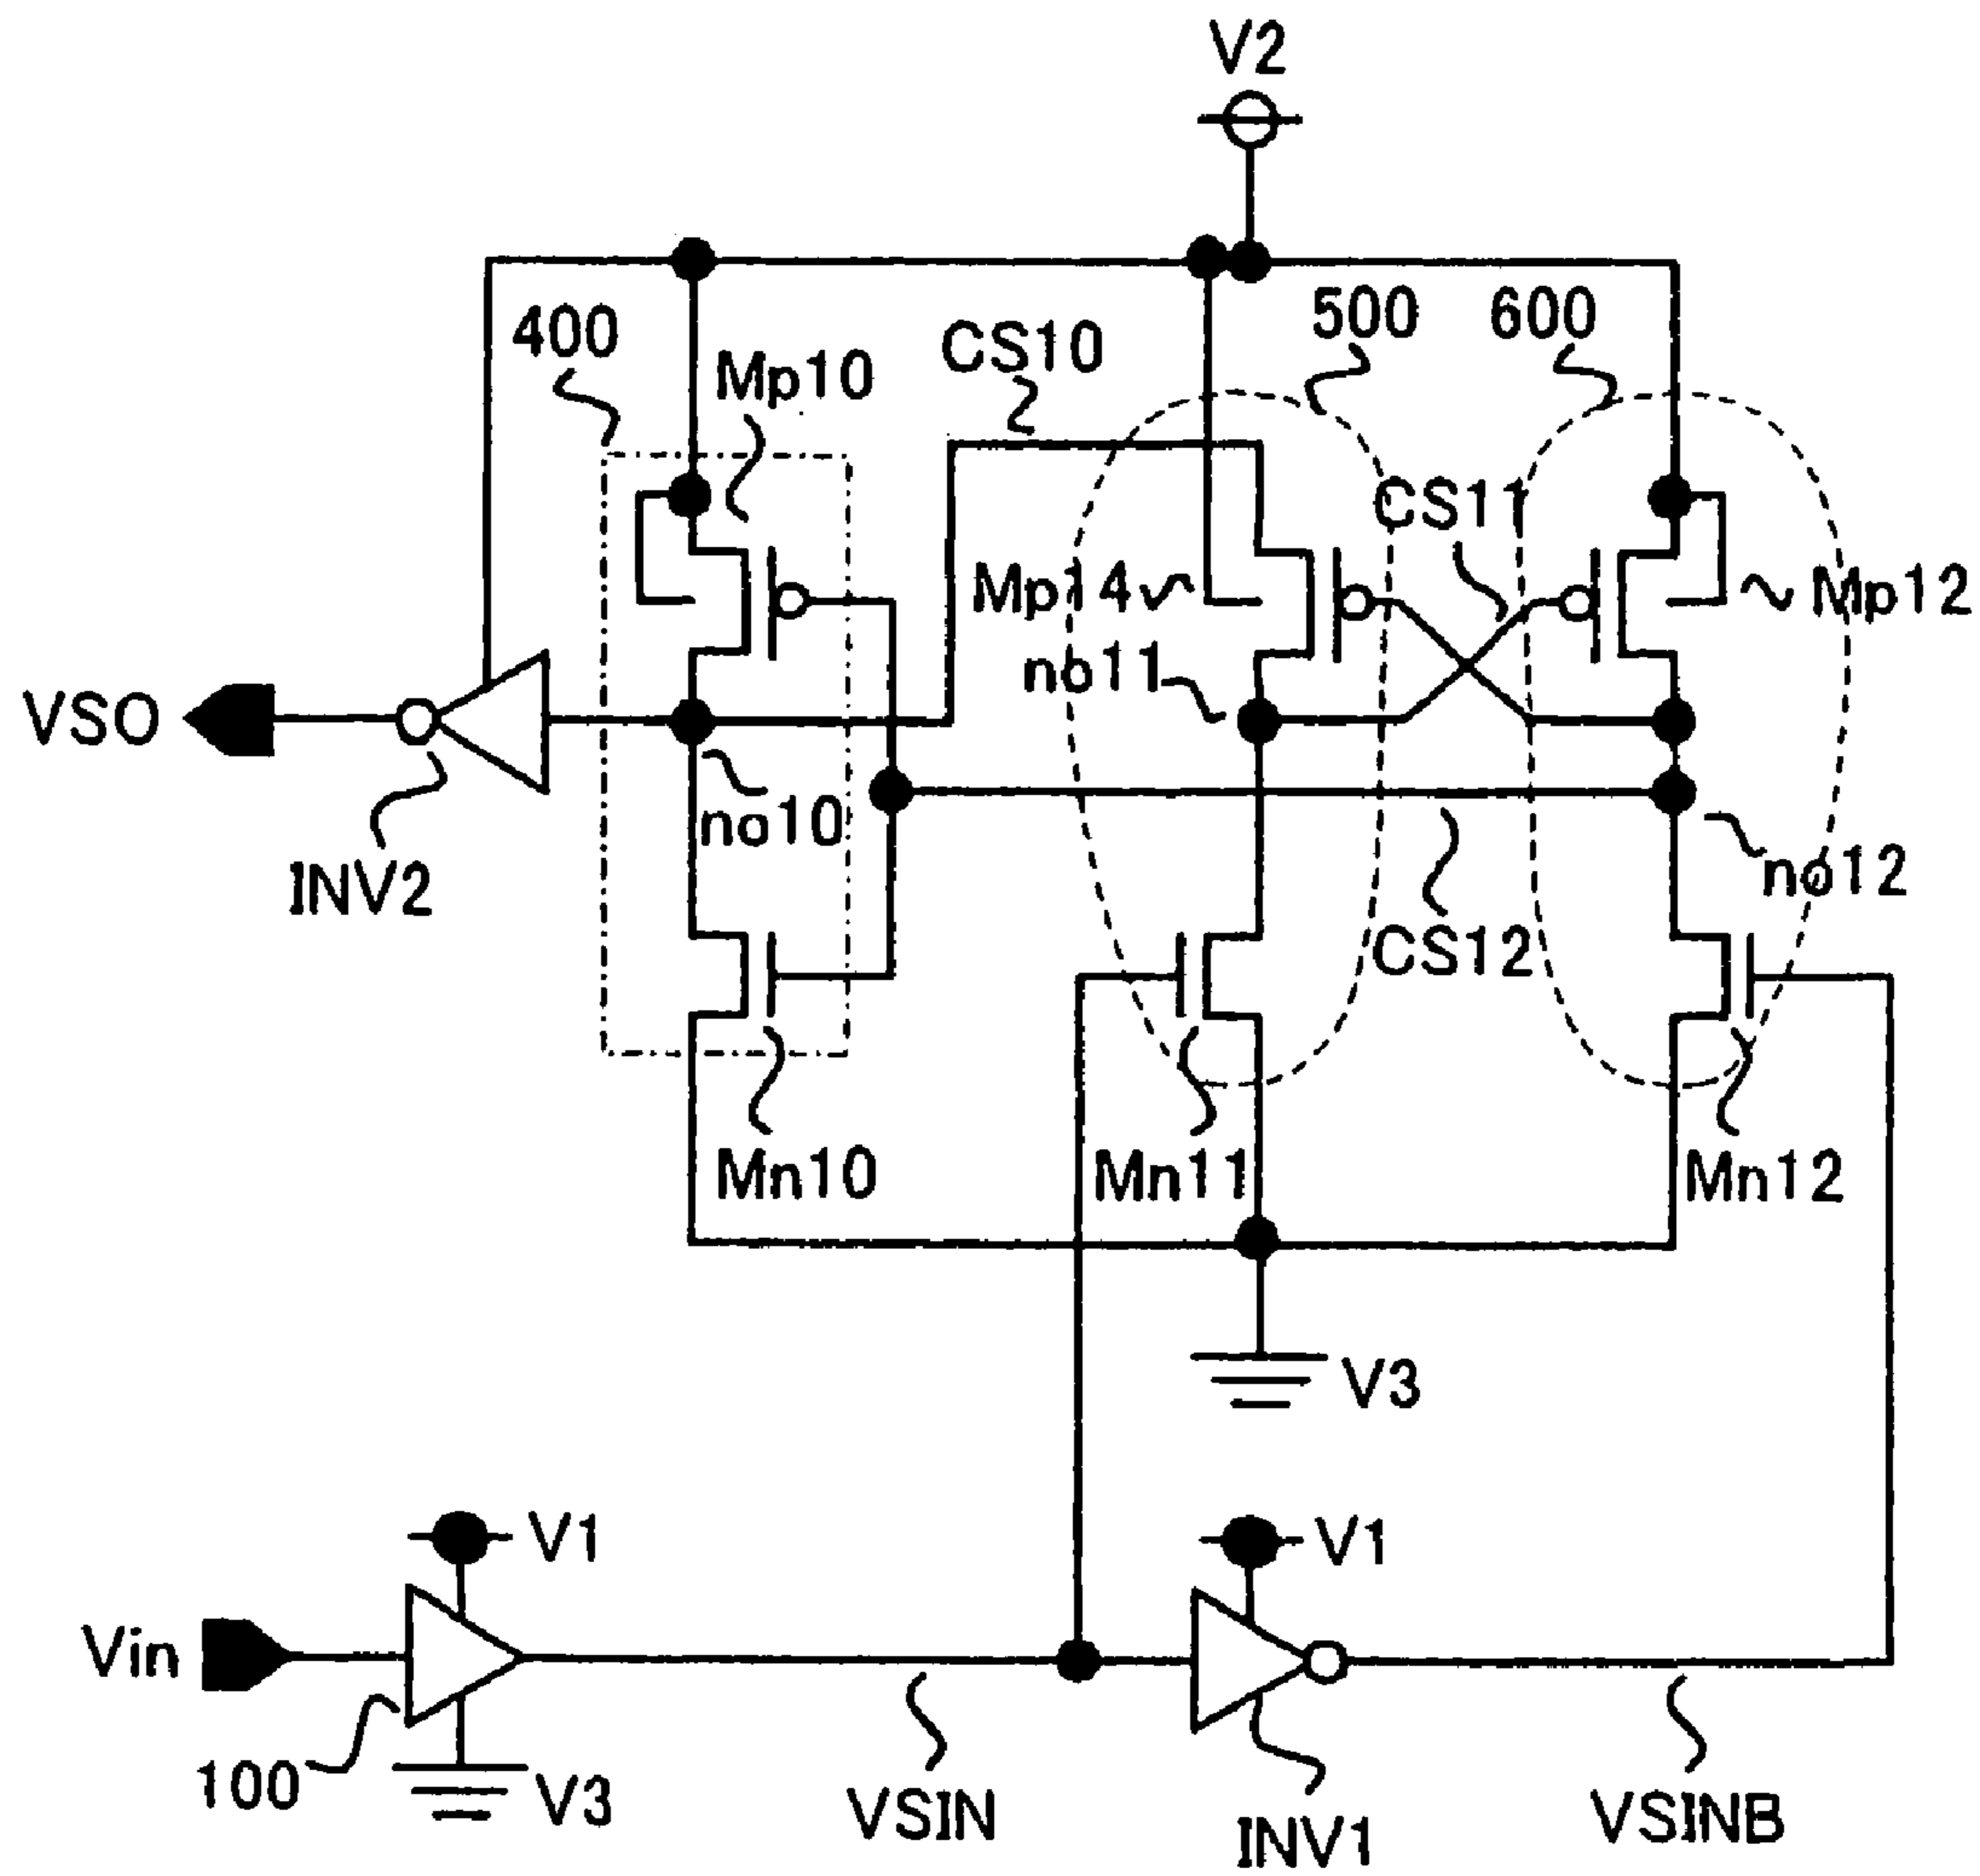 V2
400
Mp10
CS10
500
600
CS11
Mp14
Mp12
no11
VSO
no10
INV2
no12
CS12
Mn10
Mn11
Mn12
V3
V1
V1
Vin
100
V3
VSIN
INV1
VSINB